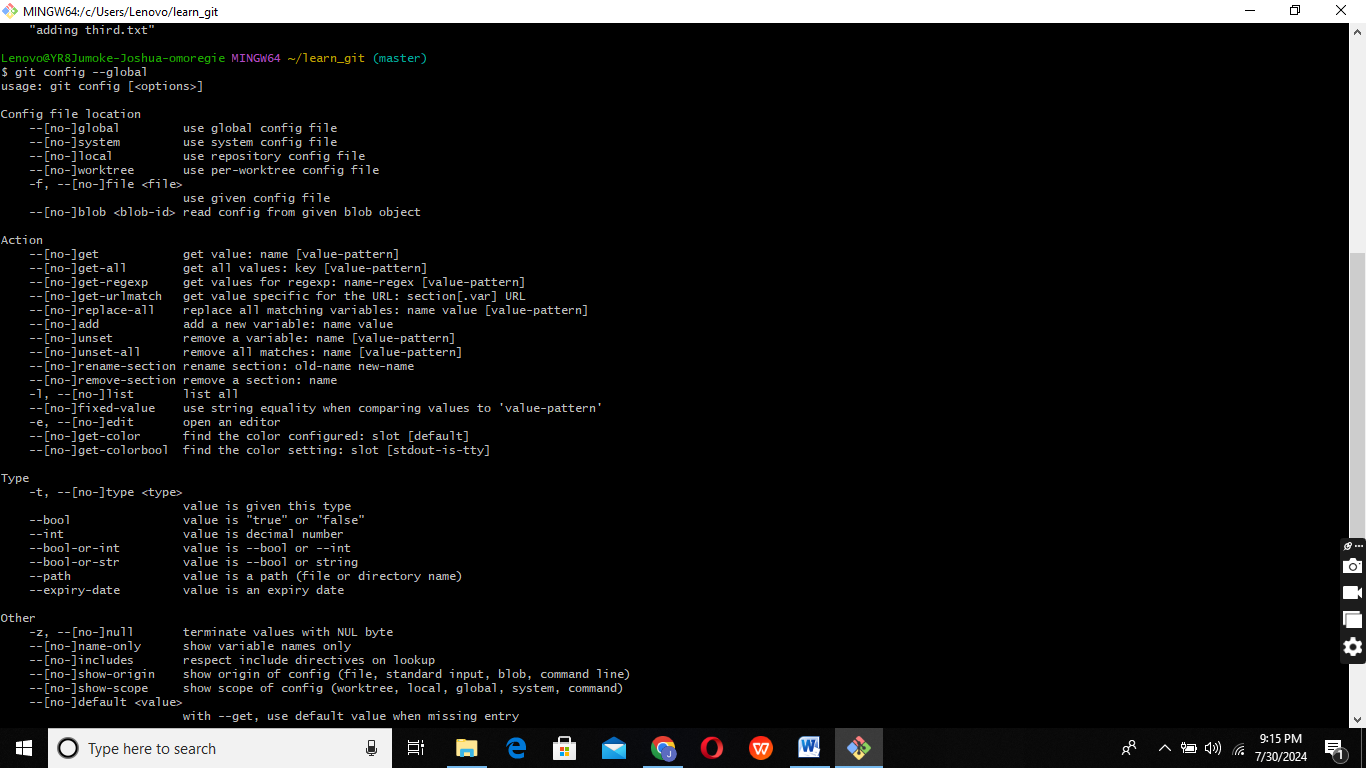 MINGW64:/c/Users/Lenovo/learn_git
"adding third.txt"
Lenovo@YR8Jumoke-Joshua-omoregie MINGW64 ~/learn_git (master)
$ git config --global
usage: git config [<options>]
Config file location
--[no-]global use global config file
--[no-]system use system config file
--[no-]local use repository config file
--[no-]worktree use per-worktree config file
-f, --[no-]file <file>
use given config file
--[no-]blob <blob-id> read config from given blob object
Action
--[no-]get get value: name [value-pattern]
--[no-]get-all get all values: key [value-pattern]
--[no-]get-regexp get values for regexp: name-regex [value-pattern]
--[no-]get-urlmatch get value specific for the URL: section[.var] URL
--[no-]replace-all replace all matching variables: name value [value-pattern]
--[no-]add add a new variable: name value
--[no-]unset remove a variable: name [value-pattern]
--[no-]unset-all remove all matches: name [value-pattern]
--[no-]rename-section rename section: old-name new-name
--[no-]remove-section remove a section: name
-l, --[no-]list list all
--[no-]fixed-value use string equality when comparing values to 'value-pattern'
-e, --[no-]edit open an editor
--[no-]get-color find the color configured: slot [default]
--[no-]get-colorbool find the color setting: slot [stdout-is-tty]
Type
-t, --[no-]type <type>
value is given this type
--bool value is "true" or "false"
--int value is decimal number
--bool-or-int value is --bool or --int
--bool-or-str value is --bool or string
--path value is a path (file or directory name)
--expiry-date value is an expiry date
Other
-z, --[no-]null terminate values with NUL byte
--[no-]name-only show variable names only
--[no-]includes respect include directives on lookup
--[no-]show-origin show origin of config (file, standard input, blob, command line)
--[no-]show-scope show scope of config (worktree, local, global, system, command)
--[no-]default <value>
with --get, use default value when missing entry
Type here to search
9:15 PM
7/30/2024
1